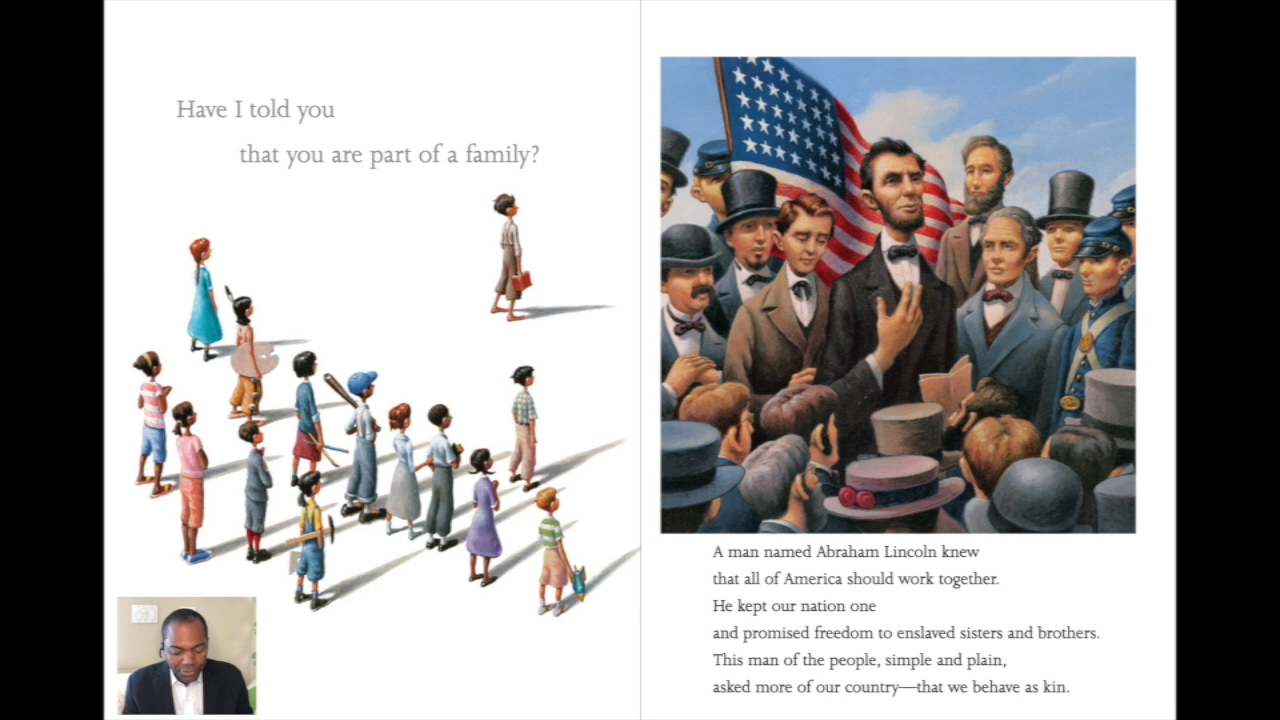 Have I told you
that you are part of a family?
A man named Abraham Lincoln knew
that all of America should work together.
He kept our nation one
and promised freedom to enslaved sisters and brothers.
This man of the people, simple and plain,
asked more of our country—that we behave as kin.